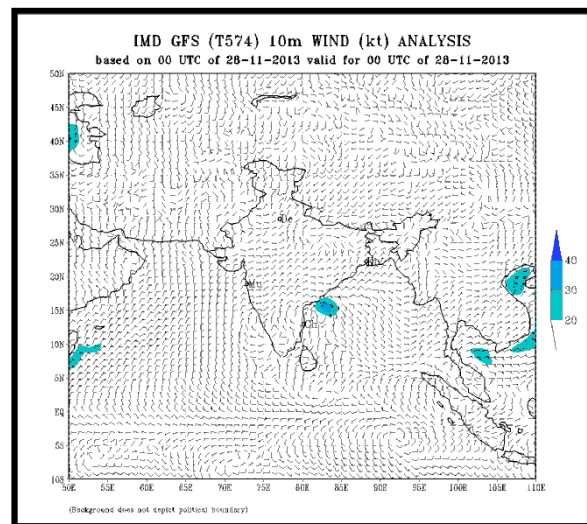 IMD GFS (T574) 10m WIND (kt) ANALYSIS
based on 00 UTC of 28-11-2013 valid for 00 UTC of 28-11-2013
50N
45N
40N
35N
30N
25N
20N
15N
10N
5N
EQ
5S
10S
De
Mu
Ch
40
30
20
50E 55E 60E 65E 70E 75E 80E 85E 90E 95E 100E 105E 110E
(Background does not depict political boundary)